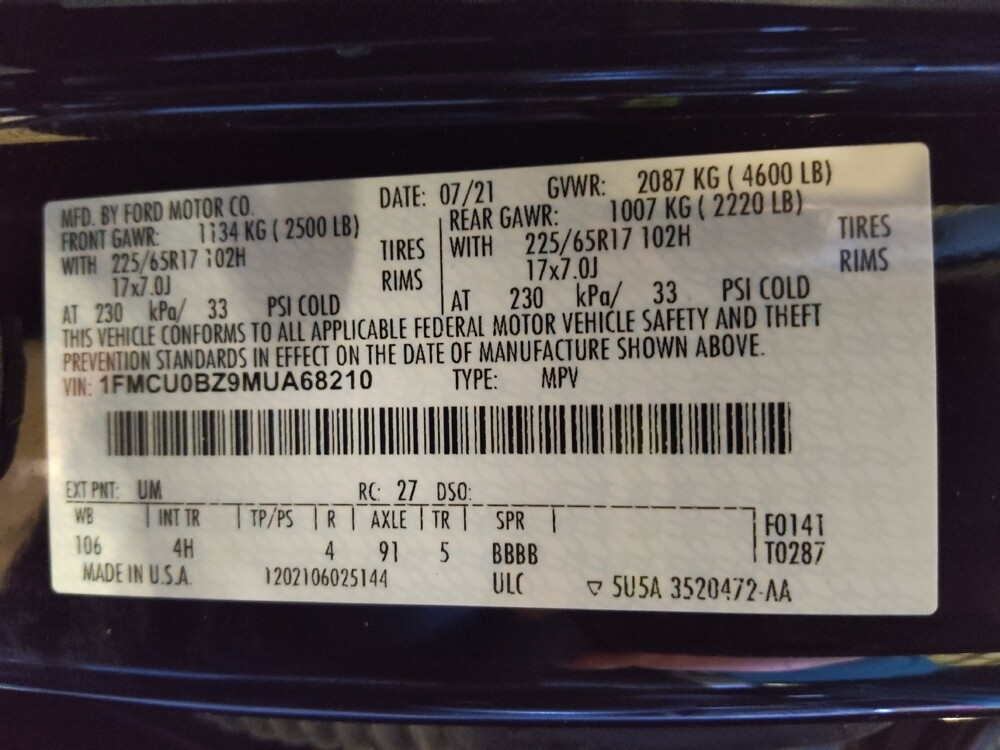 MFD. BY FORD MOTOR CO. DATE: 07/21 GVWR: 2087 KG ( 4600 LB)
FRONT GAWR: 1134 KG ( 2500 LB) REAR GAWR: 1007 KG ( 2220 LB)
WITH 225/65R17 102H TIRES WITH 225/65R17 102H TIRES
17x7.0J RIMS 17x7.0J RIMS
AT 230 kPa/ 33 PSI COLD AT 230 kPa/ 33 PSI COLD
THIS VEHICLE CONFORMS TO ALL APPLICABLE FEDERAL MOTOR VEHICLE SAFETY AND THEFT
PREVENTION STANDARDS IN EFFECT ON THE DATE OF MANUFACTURE SHOWN ABOVE.
VIN: 1FMCU0BZ9MUA68210 TYPE: MPV
EXT PNT: UM RC: 27 DSO:
WB INT TR TP/PS R AXLE TR SPR F0141
106 4H 4 91 5 BBBB T0287
MADE IN U.S.A. 1202106025144 ULC ▽ 5U5A 3520472-AA